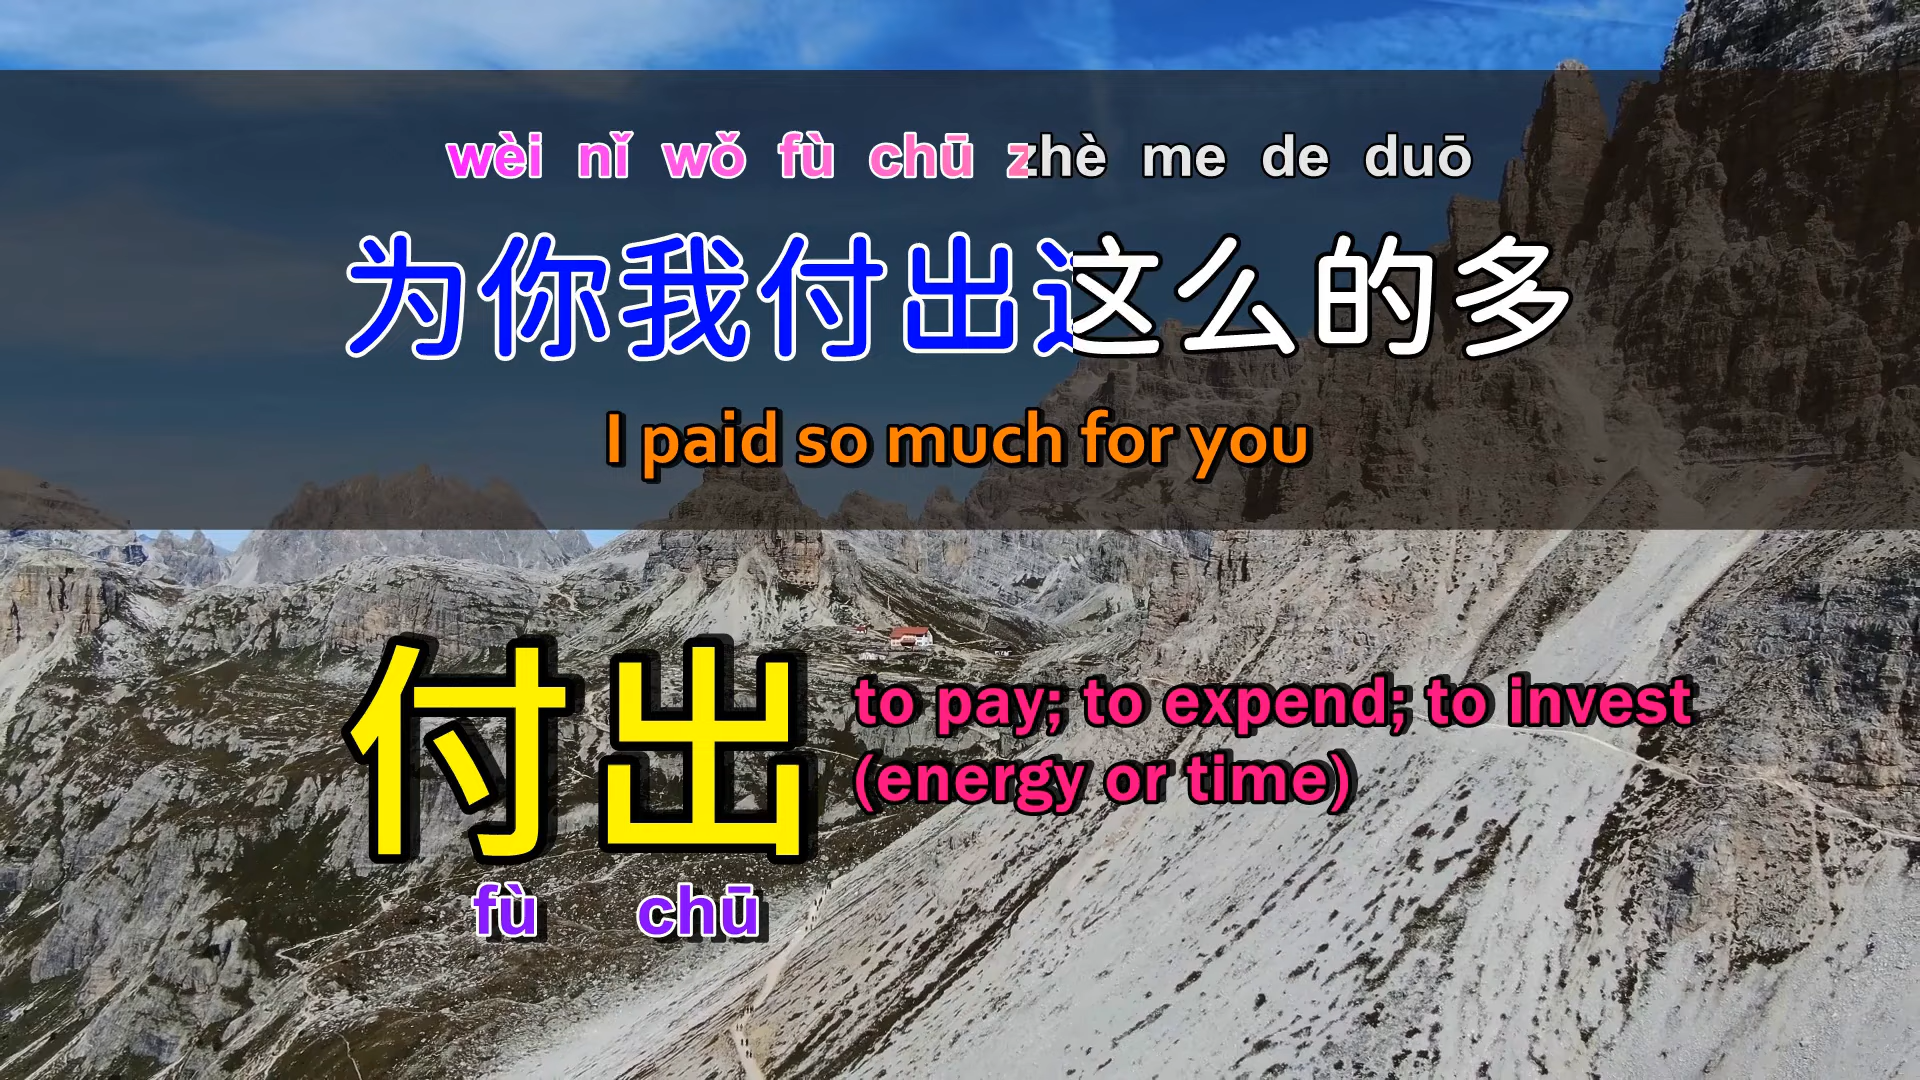 wèi nǐ wǒ fù chū zhè me de duō
为你我付出这么的多
I paid so much for you
付出
to pay; to expend; to invest
(energy or time)
fù chū